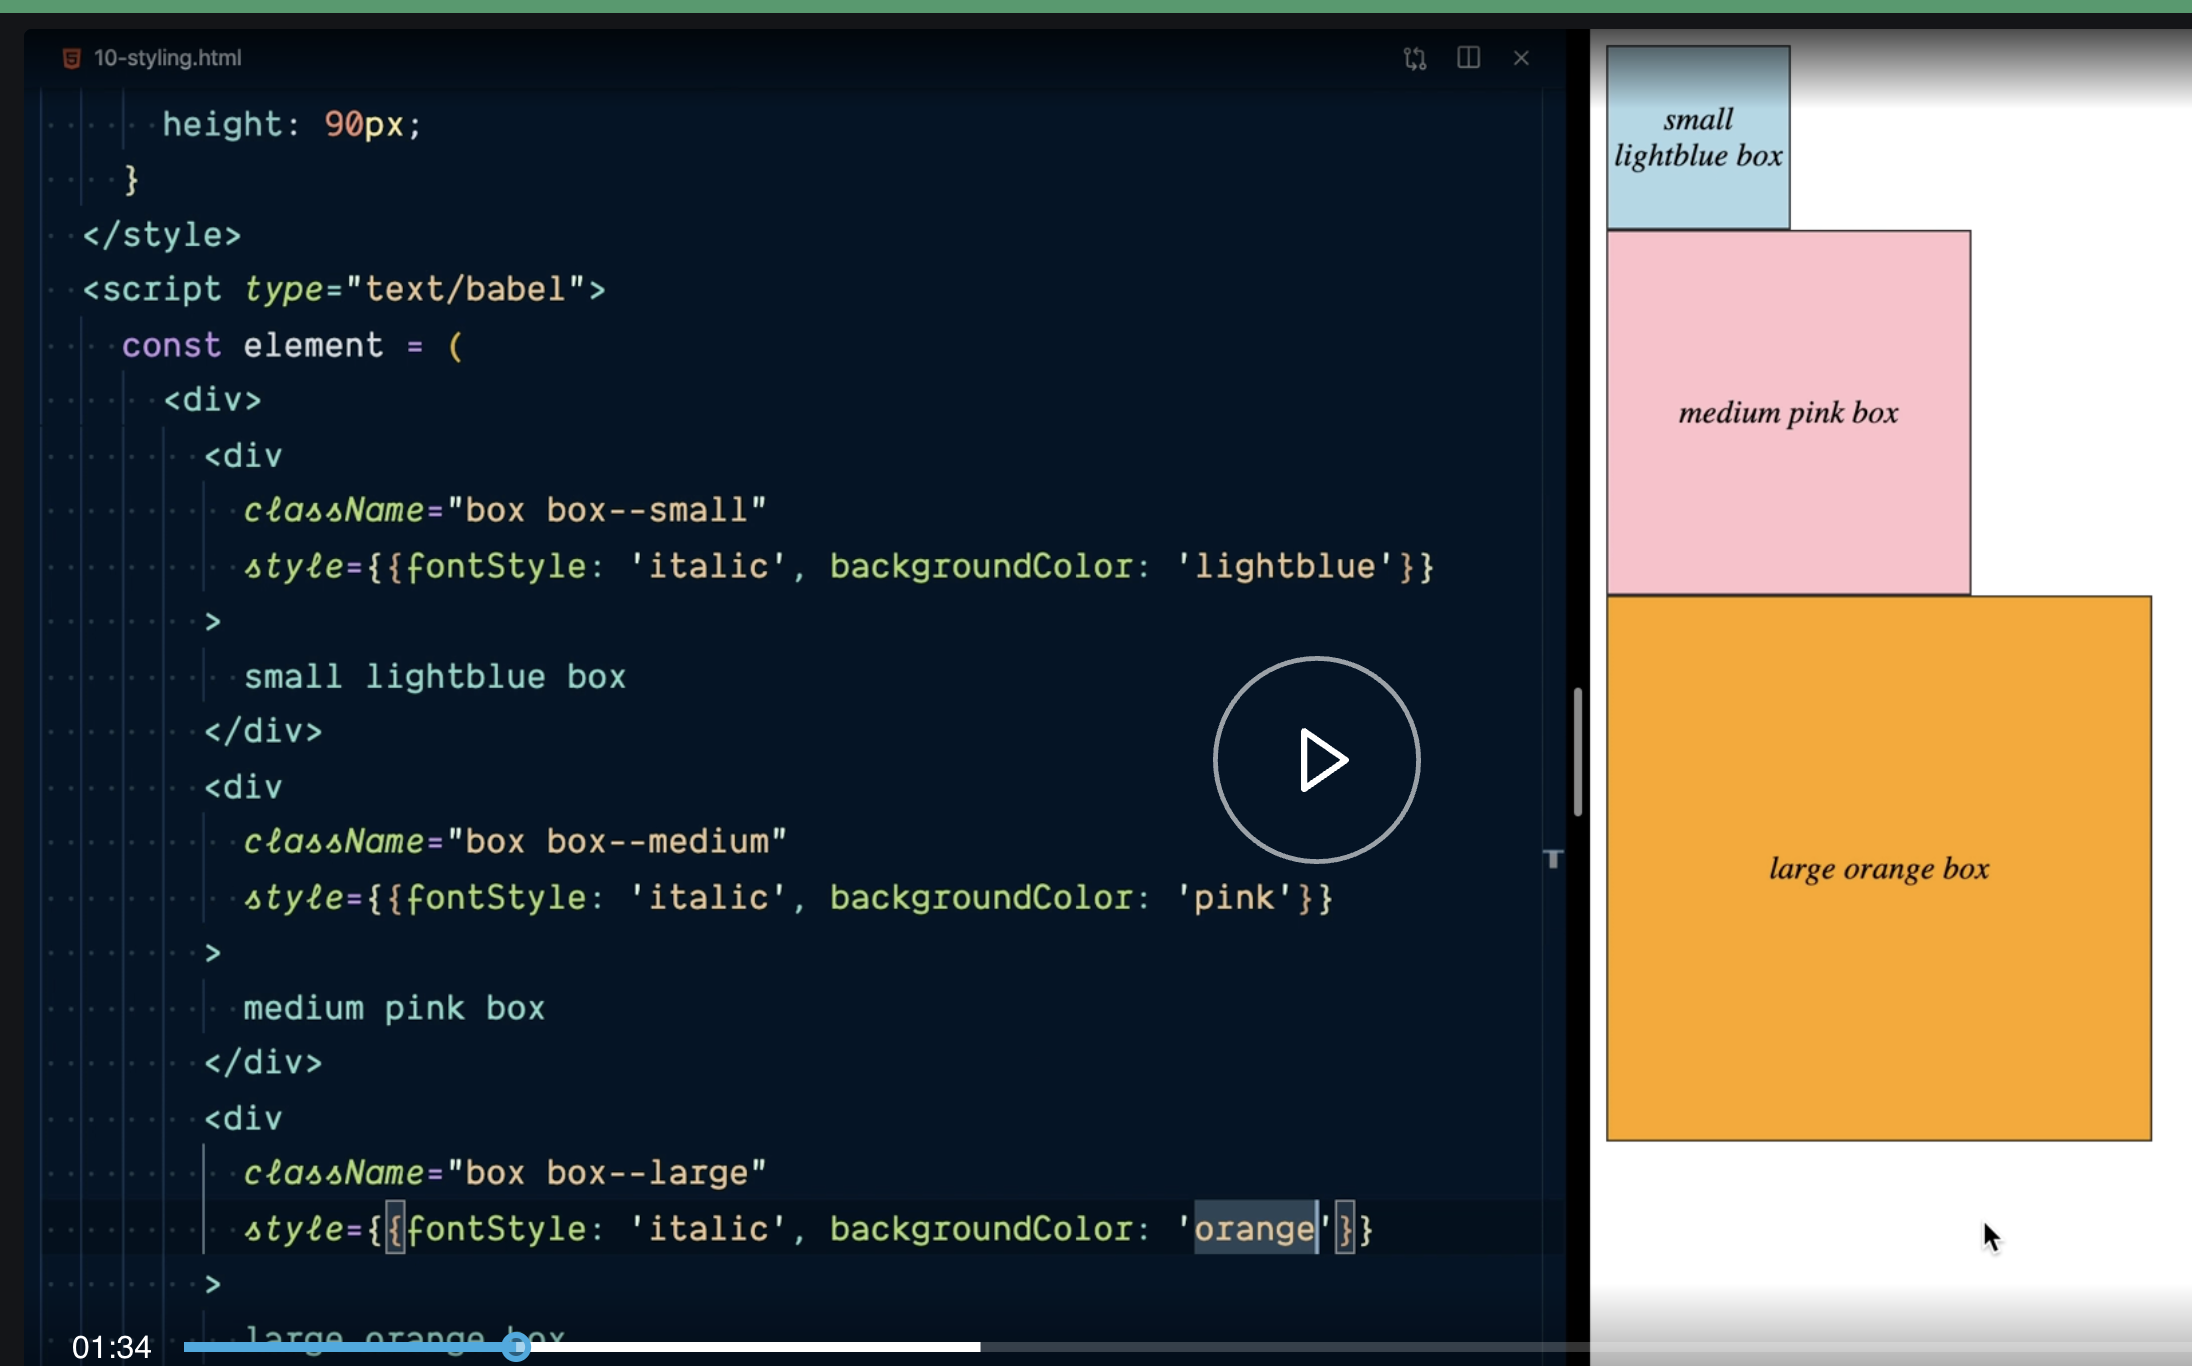 10-styling.html
height: 90px;
}
</style>
<script type="text/babel">
const element = (
<div>
<div
className="box box--small"
style={{fontStyle: 'italic', backgroundColor: 'lightblue'}}
>
small lightblue box
</div>
<div
className="box box--medium"
style={{fontStyle: 'italic', backgroundColor: 'pink'}}
>
medium pink box
</div>
<div
className="box box--large"
style={{fontStyle: 'italic', backgroundColor: 'orange'}}
>
large orange box
01:34
small
lightblue box
medium pink box
large orange box